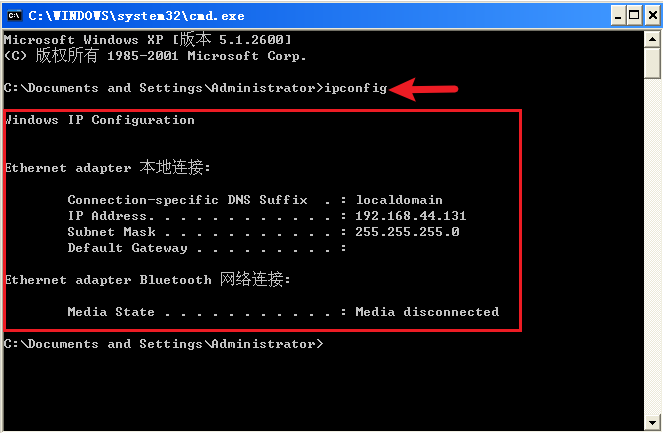 C:\WINDOWS\system32\cmd.exe
Microsoft Windows XP [版本 5.1.2600]
(C) 版权所有 1985-2001 Microsoft Corp.
C:\Documents and Settings\Administrator>ipconfig
Windows IP Configuration
Ethernet adapter 本地连接:
Connection-specific DNS Suffix  . : localdomain
IP Address. . . . . . . . . . . . : 192.168.44.131
Subnet Mask . . . . . . . . . . . : 255.255.255.0
Default Gateway . . . . . . . . . :
Ethernet adapter Bluetooth 网络连接:
Media State . . . . . . . . . . . : Media disconnected
C:\Documents and Settings\Administrator>